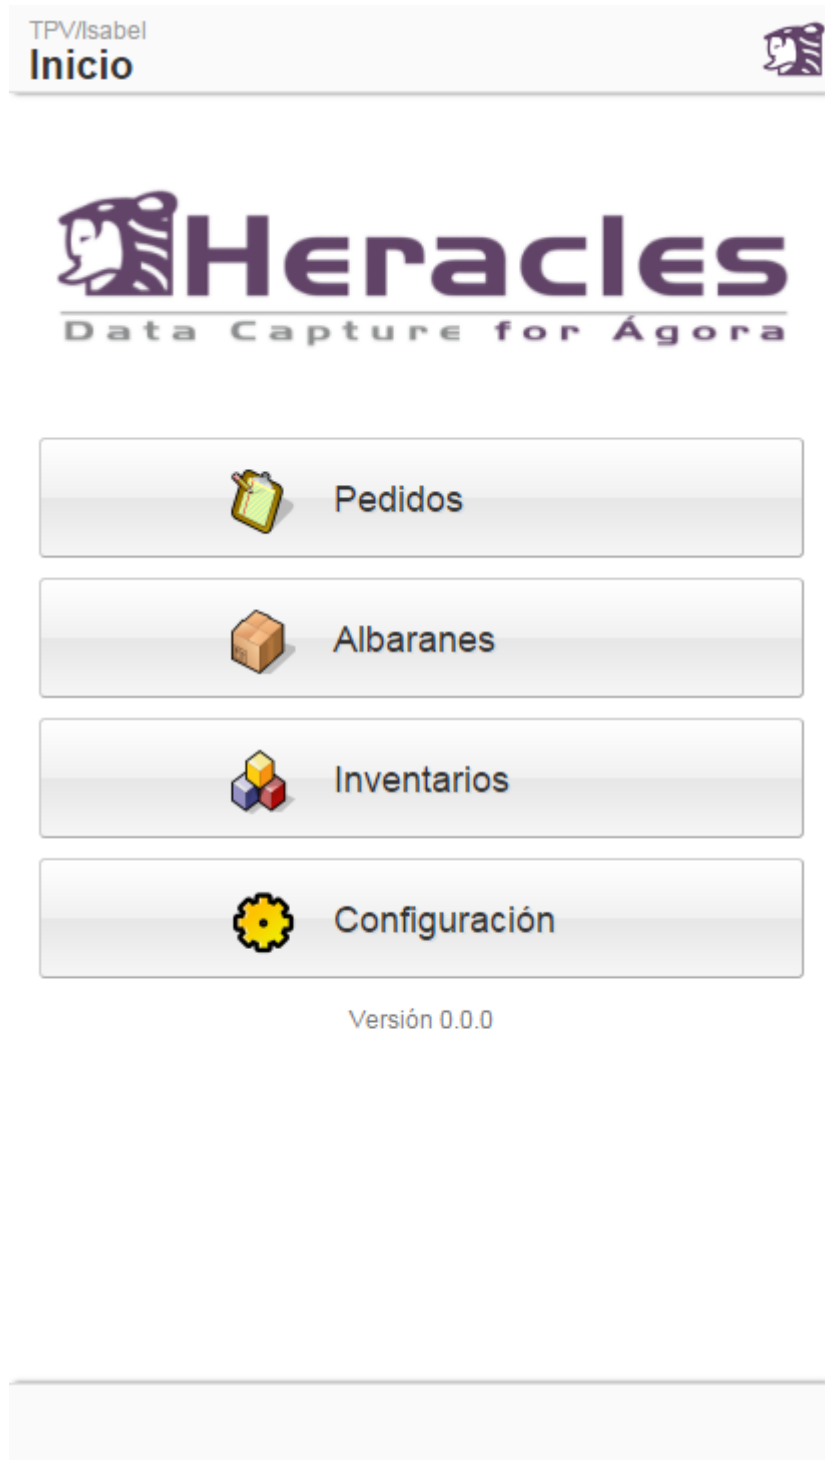 TPV/Isabel
Inicio
Heracles
Data Capture for Ágora
Pedidos
Albaranes
Inventarios
Configuración
Versión 0.0.0